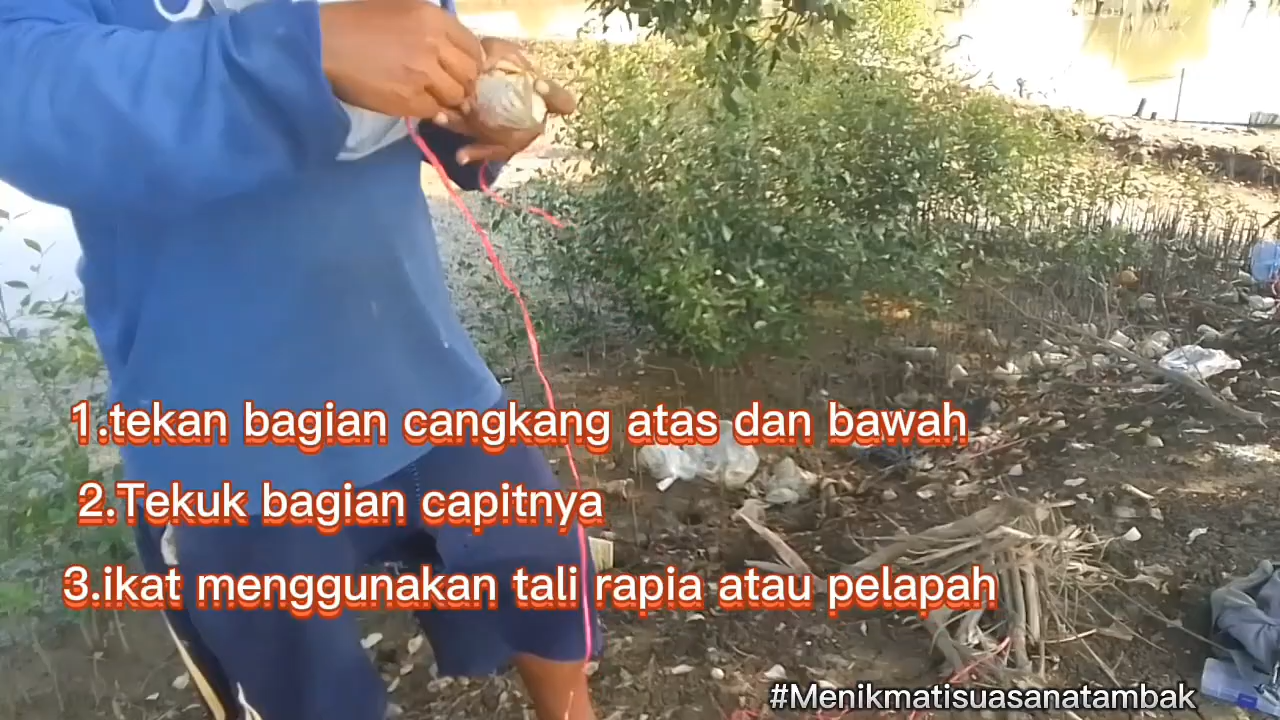 1.tekan bagian cangkang atas dan bawah
2.Tekuk bagian capitnya
3.ikat menggunakan tali rapia atau pelapah
#Menikmatisuasanatambak